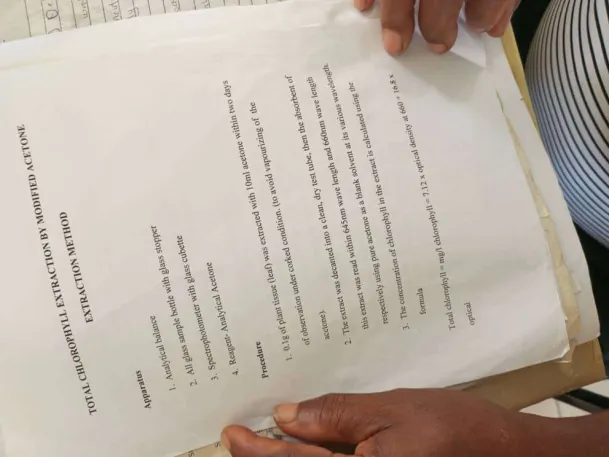 TOTAL CHLOROPHYLL EXTRACTION BY MODIFIED ACETONE
EXTRACTION METHOD
Apparatus
1. Analytical balance
2. All glass sample bottle with glass stopper
3. Spectrophotometer with glass cubette
4. Reagent- Analytical Acetone
Procedure
1. 0.1g of plant tissue (leaf) was extracted with 10ml acetone within two days
of observation under corked condition. (to avoid vapourizing of the
acetone).
2. The extract was decanted into a clean, dry test tube, then the absorbent of
this extract was read within 645nm wave length and 660nm wave length
respectively using pure acetone as a blank solvent at its various wavelength.
3. The concentration of chlorophyll in the extract is calculated using the
formula
Total chlorophyll = mg/l chlorophyll = 7.12 x optical density at 660 + 16.8 x
optical